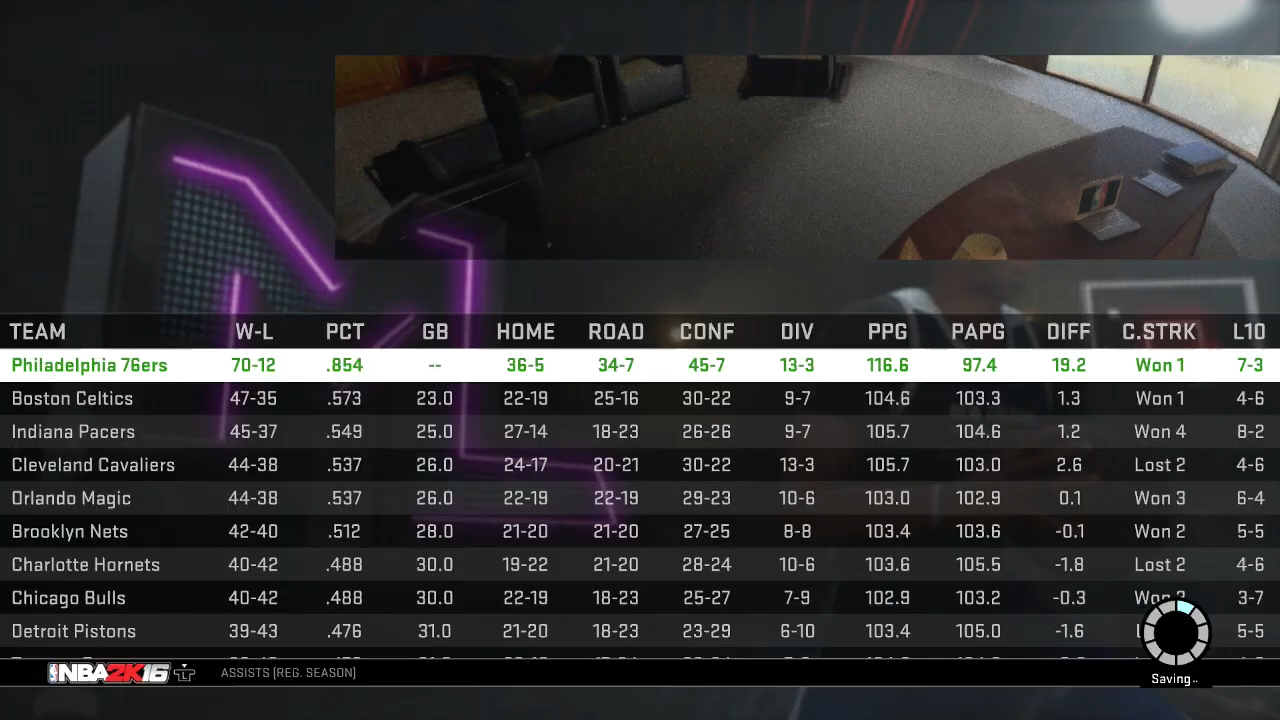 TEAM W-L PCT GB HOME ROAD CONF DIV PPG PAPG DIFF C.STRK L10
Philadelphia 76ers 70-12 .854 -- 36-5 34-7 45-7 13-3 116.6 97.4 19.2 Won 1 7-3
Boston Celtics 47-35 .573 23.0 22-19 25-16 30-22 9-7 104.6 103.3 1.3 Won 1 4-6
Indiana Pacers 45-37 .549 25.0 27-14 18-23 26-26 9-7 105.7 104.6 1.2 Won 4 8-2
Cleveland Cavaliers 44-38 .537 26.0 24-17 20-21 30-22 13-3 105.7 103.0 2.6 Lost 2 4-6
Orlando Magic 44-38 .537 26.0 22-19 22-19 29-23 10-6 103.0 102.9 0.1 Won 3 6-4
Brooklyn Nets 42-40 .512 28.0 21-20 21-20 27-25 8-8 103.4 103.6 -0.1 Won 2 5-5
Charlotte Hornets 40-42 .488 30.0 19-22 21-20 28-24 10-6 103.6 105.5 -1.8 Lost 2 4-6
Chicago Bulls 40-42 .488 30.0 22-19 18-23 25-27 7-9 102.9 103.2 -0.3 Won 3-7
Detroit Pistons 39-43 .476 31.0 21-20 18-23 23-29 6-10 103.4 105.0 -1.6 5-5
NBA2K16 ASSISTS (REG. SEASON)
Saving..